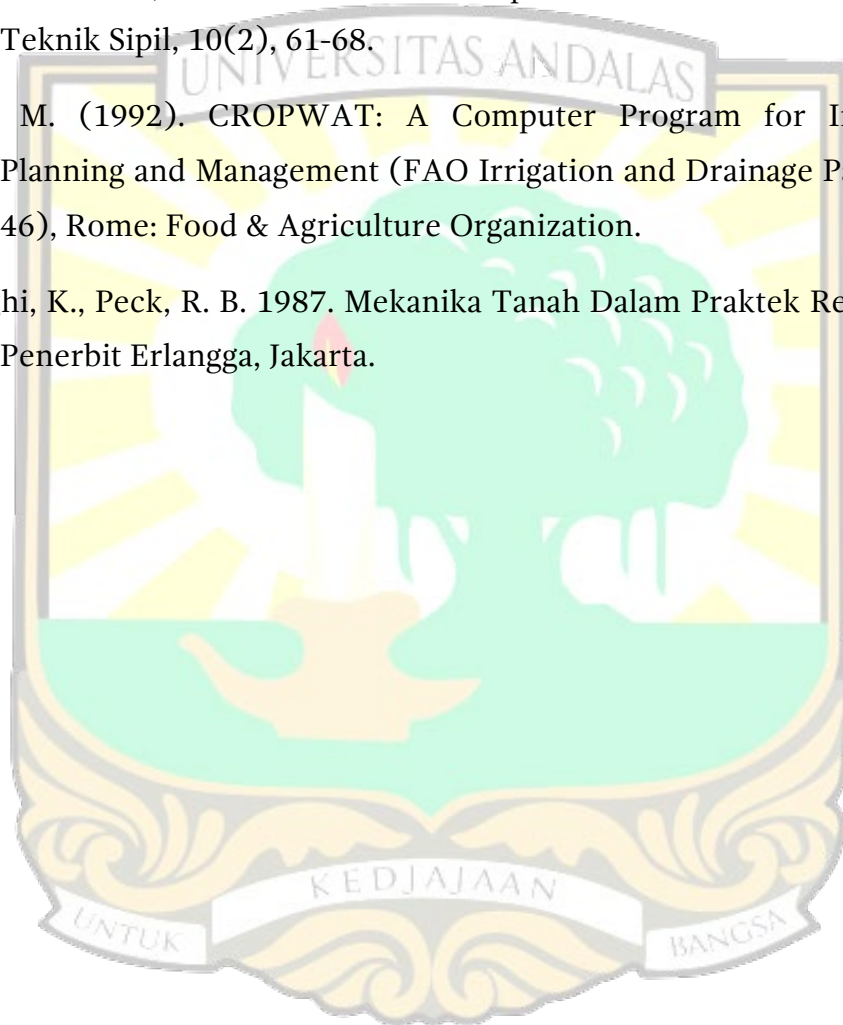 Teknik Sipil, 10(2), 61-68.
UNIVERSITAS ANDALAS
M. (1992). CROPWAT: A Computer Program for
Planning and Management (FAO Irrigation and Drainage
46), Rome: Food & Agriculture Organization.
hi, K., Peck, R. B. 1987. Mekanika Tanah Dalam Praktek
Penerbit Erlangga, Jakarta.
KEDJAJAAN
UNTUK BANGSA